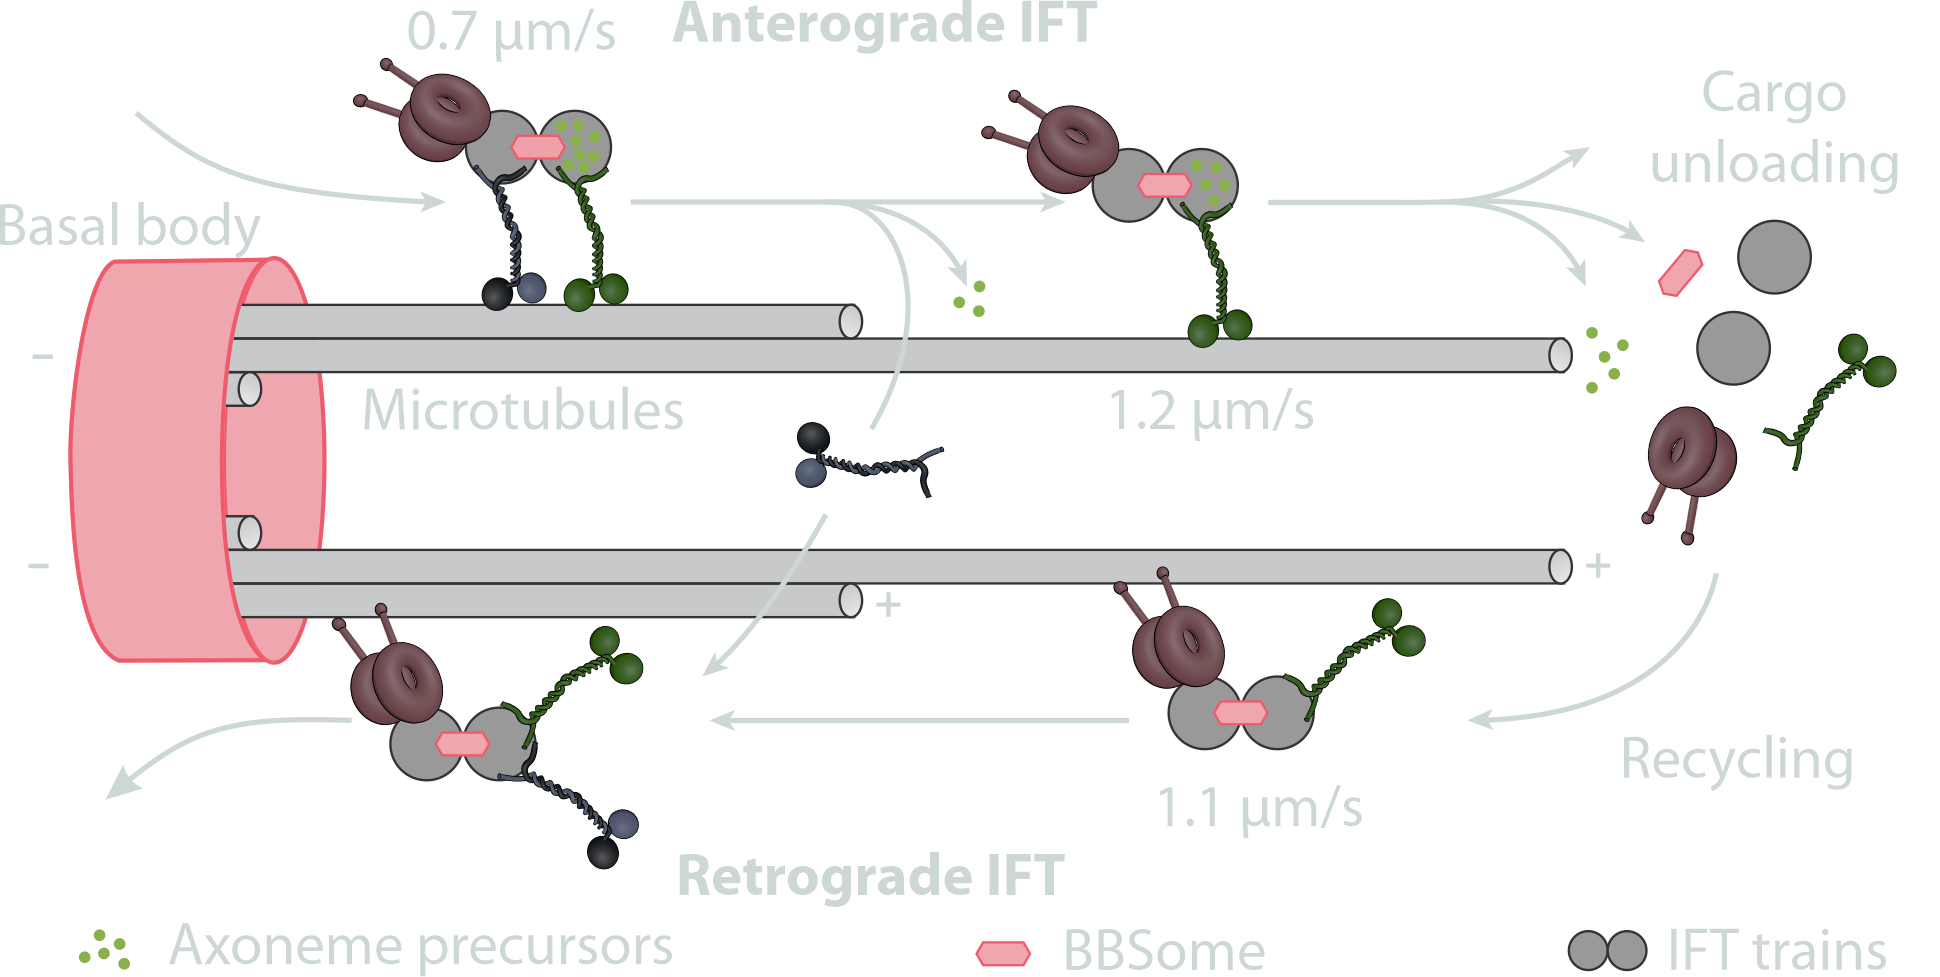 0.7 µm/s
Anterograde IFT
Cargo
unloading
Basal body
–
Microtubules
1.2 µm/s
–
+
+
Recycling
1.1 µm/s
Retrograde IFT
Axoneme precursors
BBSome
IFT trains